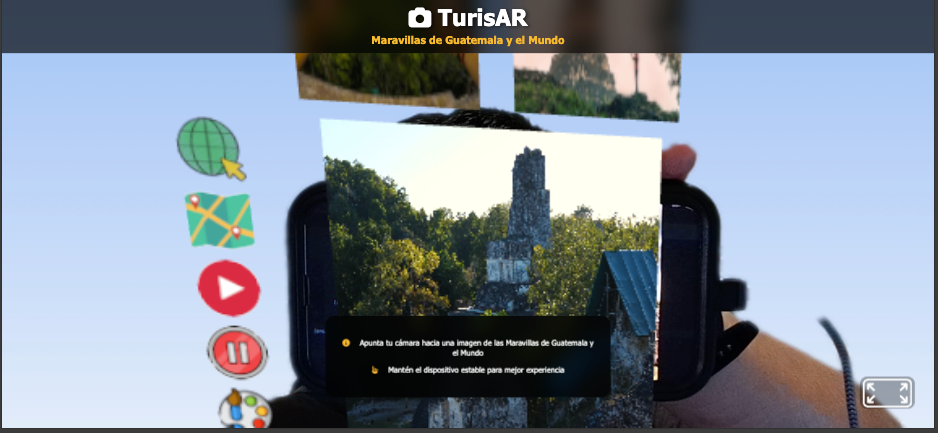 TurisAR
Maravillas de Guatemala y el Mundo
Apunta tu cámara hacia una imagen de las Maravillas de Guatemala y
el Mundo
Mantén el dispositivo estable para mejor experiencia